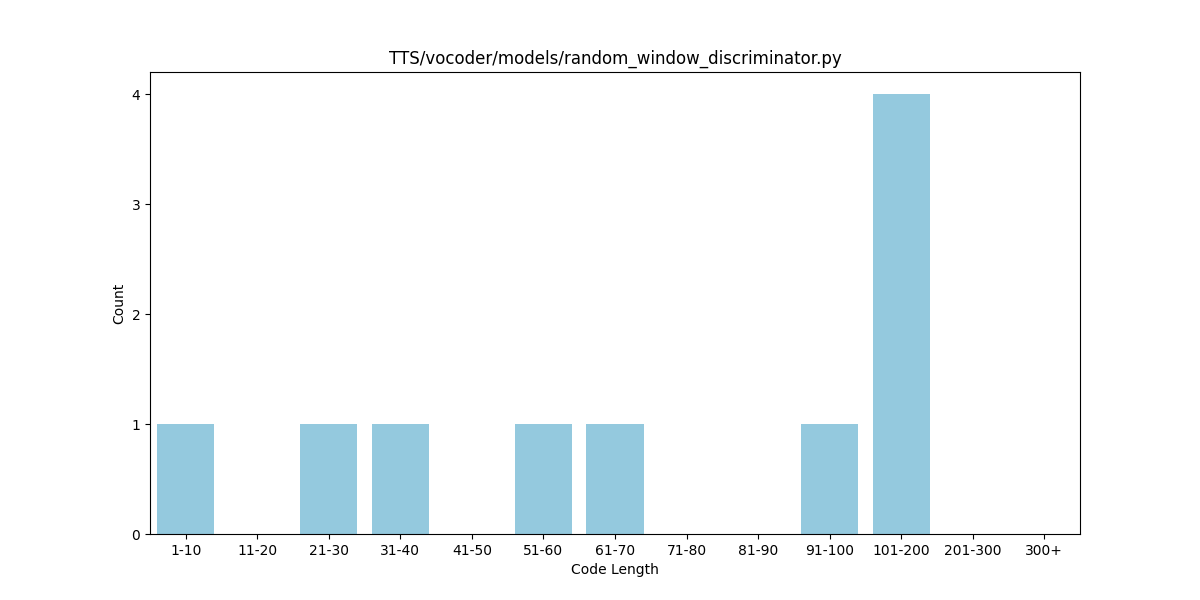 TTS/vocoder/models/random_window_discriminator.py
4
3
2
1
0
Count
1-10 11-20 21-30 31-40 41-50 51-60 61-70 71-80 81-90 91-100 101-200 201-300 300+
Code Length